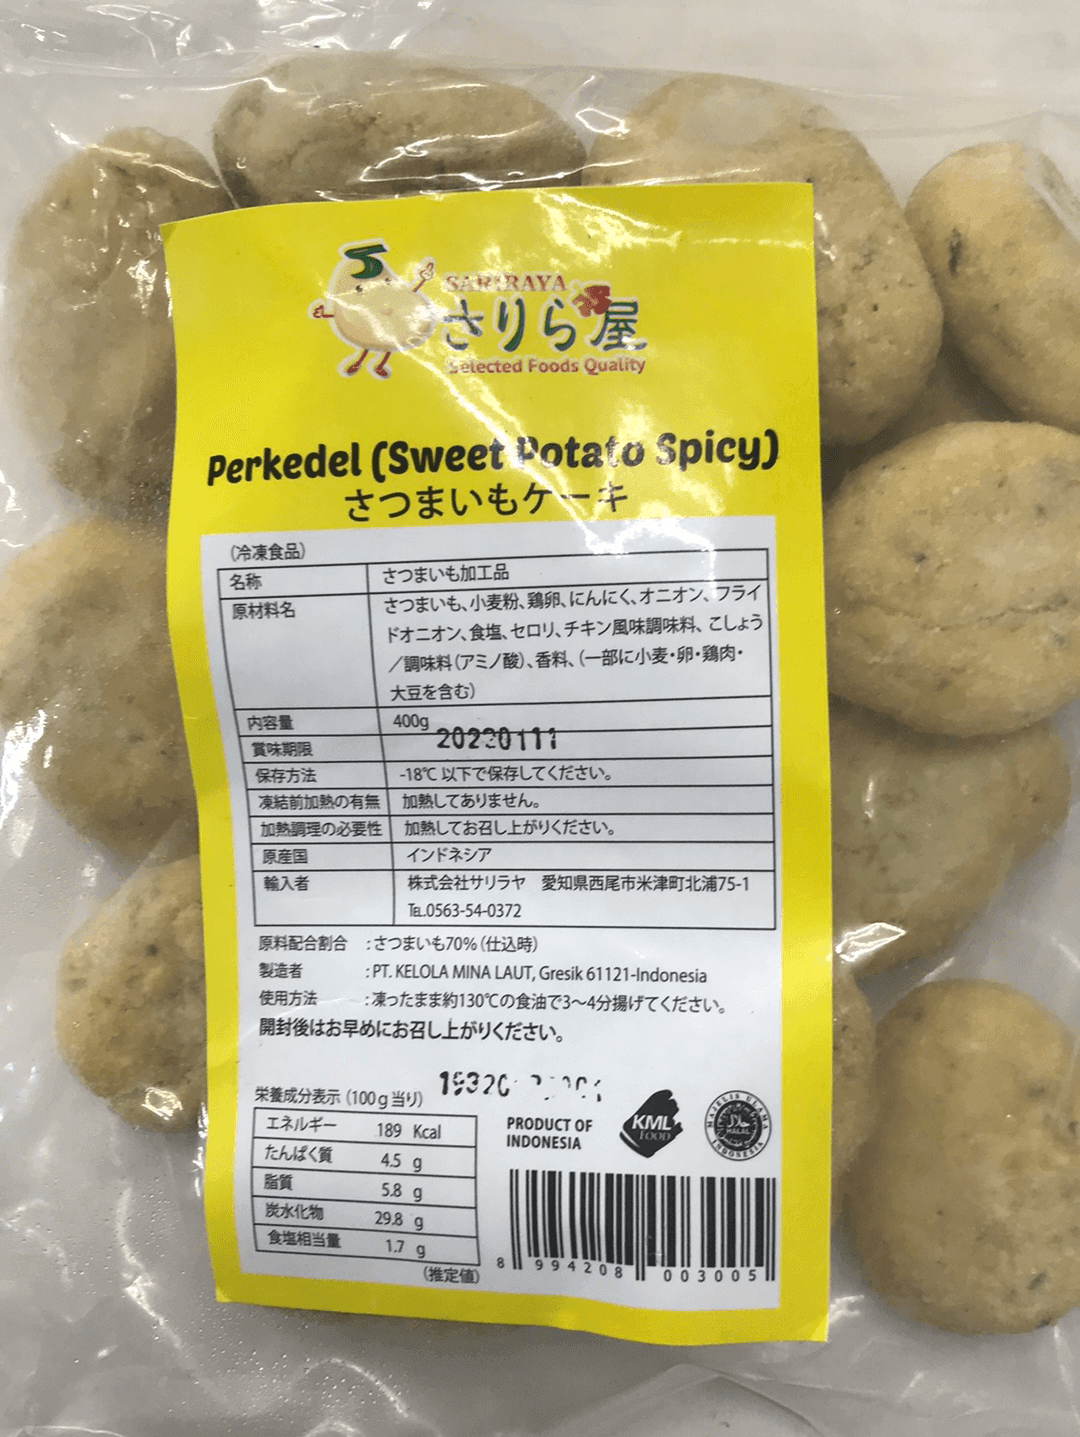 SARIRAYA
さりら屋
Selected Foods Quality
Perkedel (Sweet Potato Spicy)
さつまいもケーキ
（冷凍食品）
名称 さつまいも加工品
原材料名 さつまいも、小麦粉、鶏卵、にんにく、オニオン、フライ
ドオニオン、食塩、セロリ、チキン風味調味料、こしょう
／調味料（アミノ酸）、香料、（一部に小麦・卵・鶏肉・
大豆を含む）
内容量 400g
賞味期限 20220111
保存方法 -18℃ 以下で保存してください。
凍結前加熱の有無 加熱してありません。
加熱調理の必要性 加熱してお召し上がりください。
原産国 インドネシア
輸入者 株式会社サリラヤ 愛知県西尾市米津町北浦75-1
TEL.0563-54-0372
原料配合割合 : さつまいも70%（仕込時）
製造者 : PT. KELOLA MINA LAUT, Gresik 61121-Indonesia
使用方法 : 凍ったまま約130℃の食油で3〜4分揚げてください。
開封後はお早めにお召し上がりください。
栄養成分表示（100g当り）
エネルギー 189 Kcal
たんぱく質 4.5 g
脂質 5.8 g
炭水化物 29.8 g
食塩相当量 1.7 g
（推定値）
PRODUCT OF
INDONESIA
KML
FOOD
MAJELIS ULAMA INDONESIA
حلال
HALAL
8 994208 003005